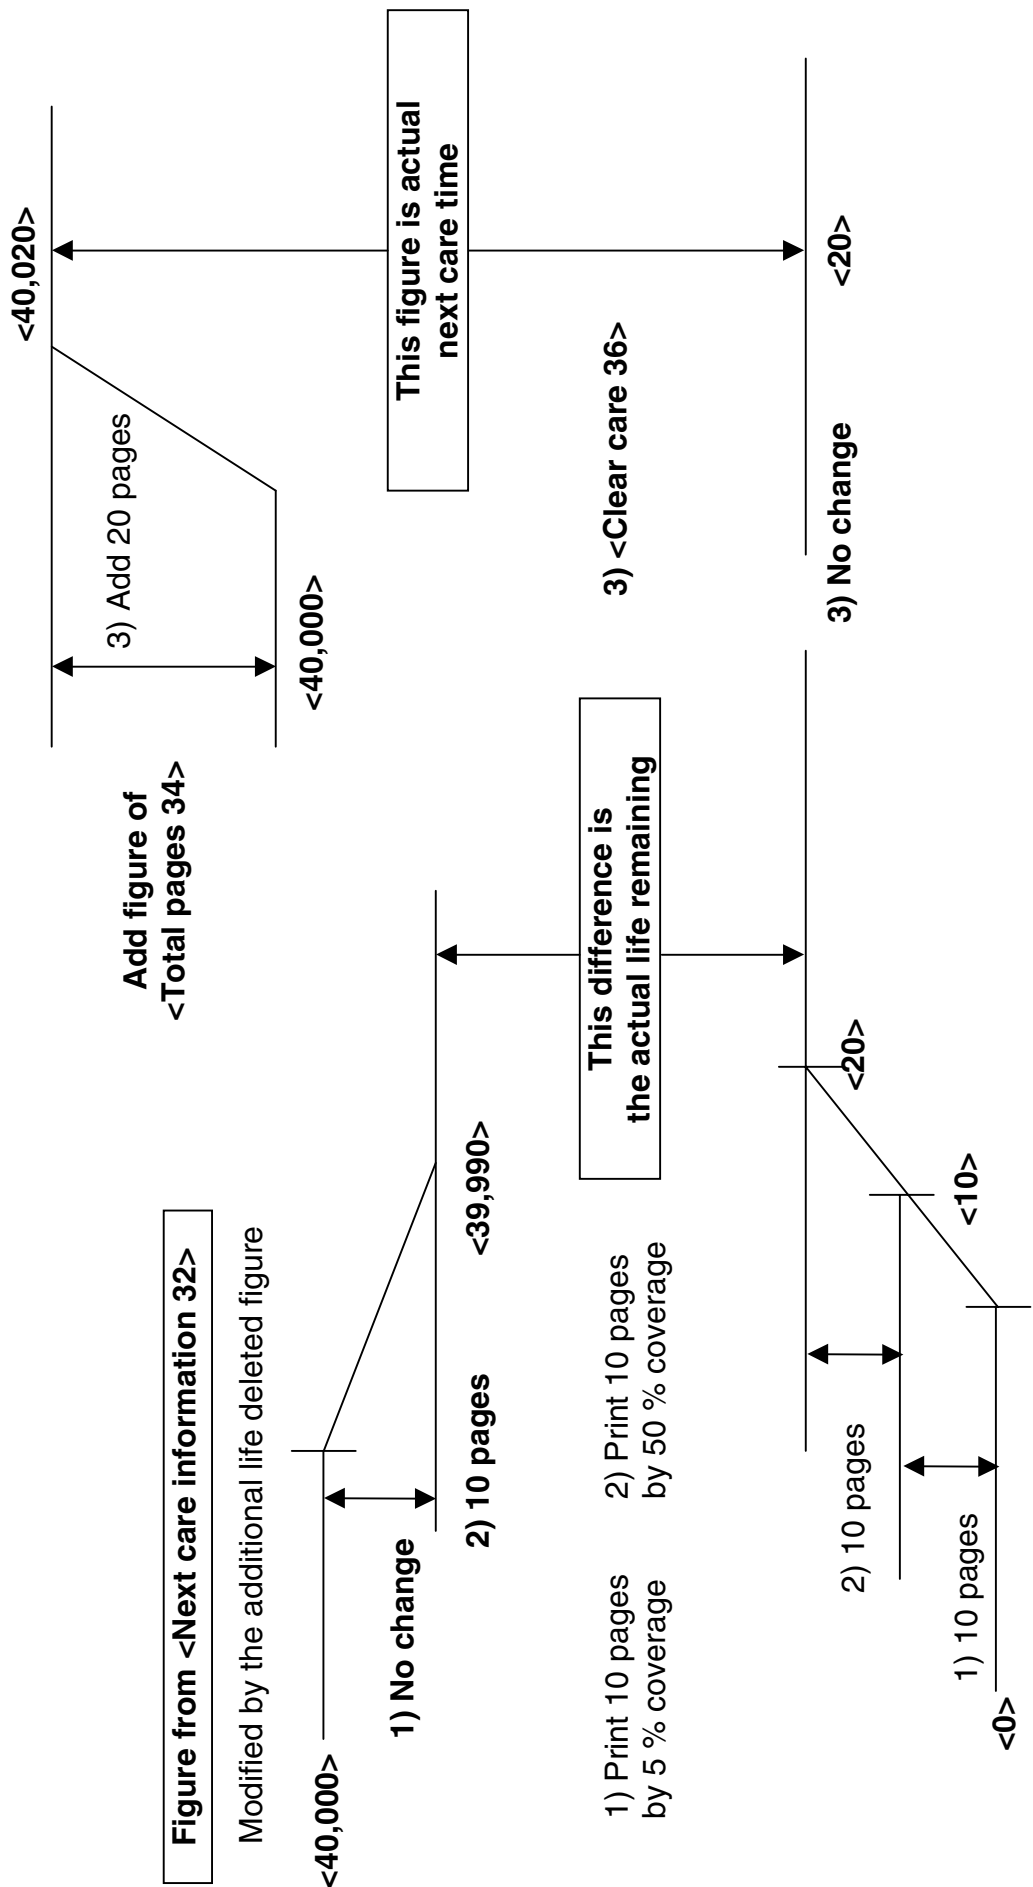 Figure from <Next care information 32>
Modified by the additional life deleted figure
<40,000>
1) No change
2) 10 pages
<39,990>
Add figure of
<Total pages 34>
<40,000>
3) Add 20 pages
<40,020>
1) Print 10 pages
by 5 % coverage
2) Print 10 pages
by 50 % coverage
This difference is
the actual life remaining
3) <Clear care 36>
This figure is actual
next care time
<0>
1) 10 pages
2) 10 pages
<10>
<20>
3) No change
<20>